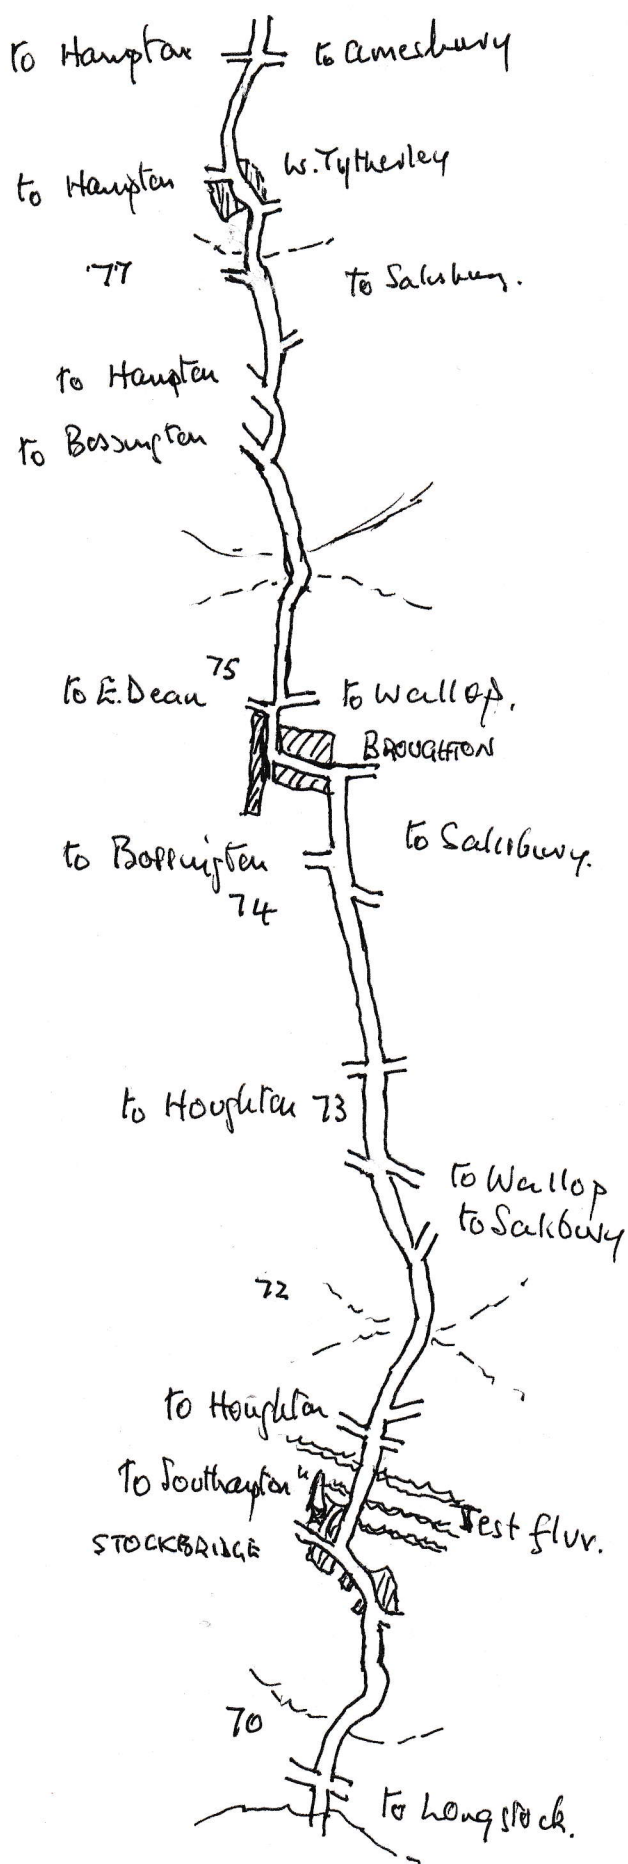 to Hampton to Amesbury
to Hampton W. Tytherley
77 to Salisbury.
to Hampton
to Bossington
75
to E. Dean to Wallop.
BROUGHTON
to Bossington to Salisbury.
74
to Houghton 73
to Wallop
to Salisbury
72
to Houghton
to Southampton
STOCKBRIDGE Test fluv.
70
to Longstock.